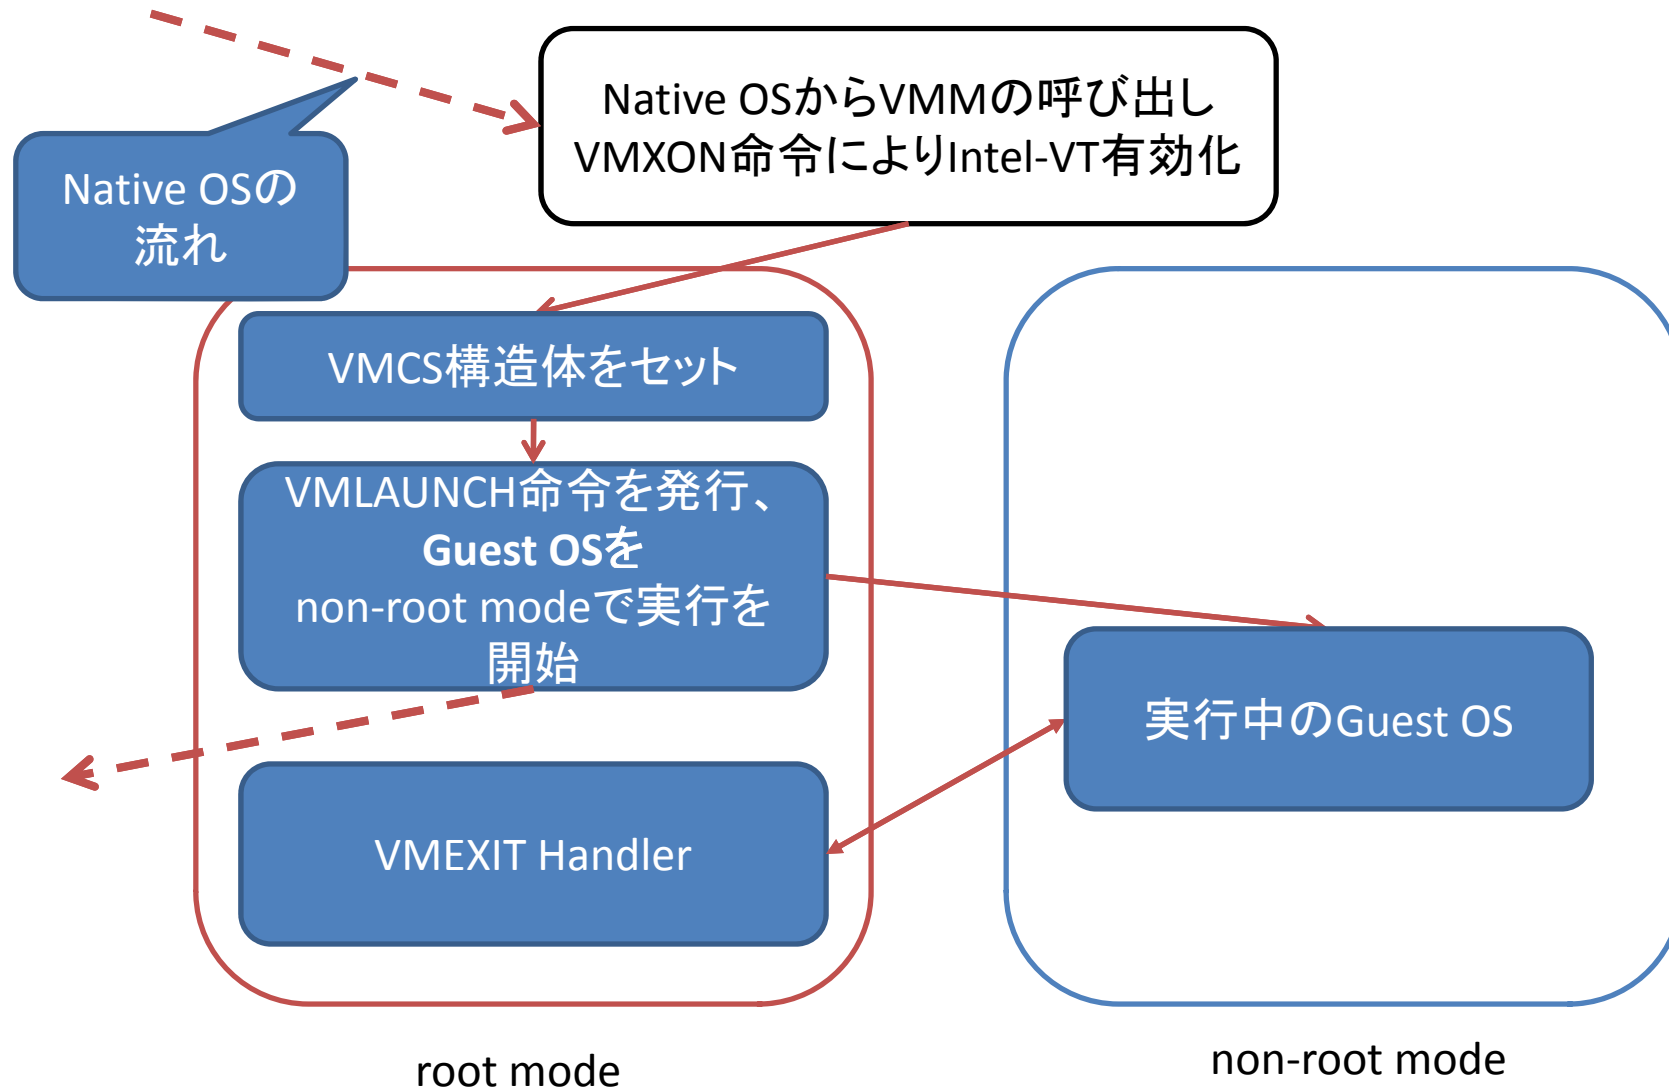 Native OSからVMMの呼び出し
VMXON命令によりIntel-VT有効化
Native OSの
流れ
VMCS構造体をセット
VMLAUNCH命令を発行、
Guest OSを
non-root modeで実行を
開始
実行中のGuest OS
VMEXIT Handler
root mode
non-root mode